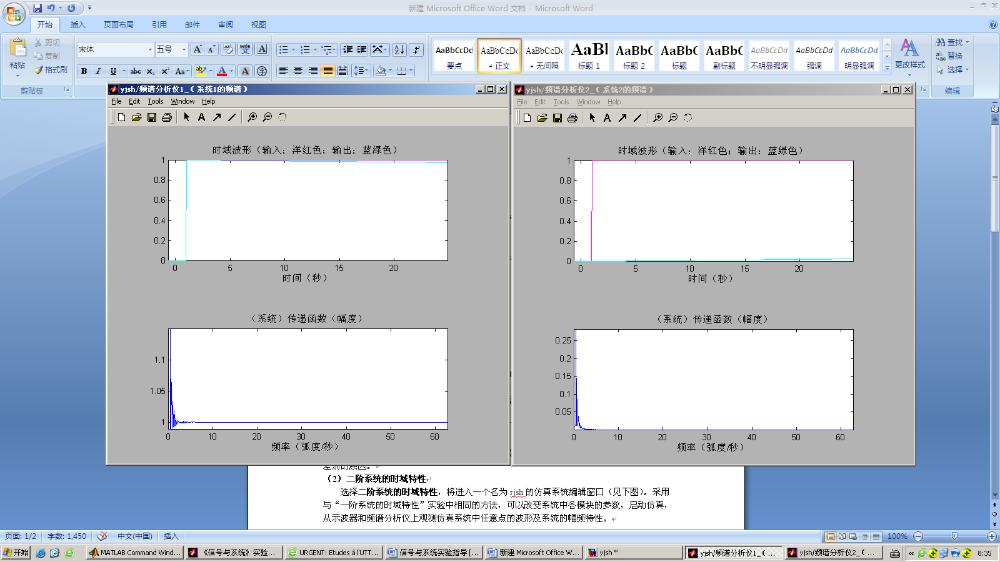 新建 Microsoft Office Word 文档 - Microsoft Word
开始 插入 页面布局 引用 邮件 审阅 视图
粘贴
剪切
复制
格式刷
剪贴板
宋体 五号
AaBbCcDd 要点
AaBbCcDc 正文
AaBbCcDc 无间隔
AaBl 标题 1
AaBbC 标题 2
AaBbC 标题
AaBbC 副标题
AaBbCcDd 不明显强调
AaBbCcDd 强调
AaBbCcDd 明显强调
更改样式
查找
替换
选择
编辑
yjsh/频谱分析仪1_(系统1的频谱)
File Edit Tools Window Help
时域波形(输入: 洋红色; 输出: 蓝绿色)
1
0.8
0.6
0.4
0.2
0
0 5 10 15 20
时间(秒)
(系统)传递函数(幅度)
1.1
1.05
1
0 10 20 30 40 50 60
频率(弧度/秒)
yjsh/频谱分析仪2_(系统2的频谱)
File Edit Tools Window Help
时域波形(输入: 洋红色; 输出: 蓝绿色)
1
0.8
0.6
0.4
0.2
0
0 5 10 15 20
时间(秒)
(系统)传递函数(幅度)
0.25
0.2
0.15
0.1
0.05
0 10 20 30 40 50 60
频率(弧度/秒)
差别的原因。
(2)二阶系统的时域特性
选择二阶系统的时域特性，将进入一个名为 rjsh 的仿真系统编辑窗口（见下图）。采用
与“一阶系统的时域特性”实验中相同的方法，可以改变系统中各模块的参数，启动仿真，
从示波器和频谱分析仪上观测仿真系统中任意点的波形及系统的幅频特性。
页面: 1/2 字数: 1,450 中文(中国) 插入 100%
开始 MATLAB Command Wind... 《信号与系统》实验... URGENT: Etudes à l'UTT... 信号与系统实验指导 [... 新建 Microsoft Office W... yjsh * yjsh/频谱分析仪1_(... yjsh/频谱分析仪2_(... 8:35